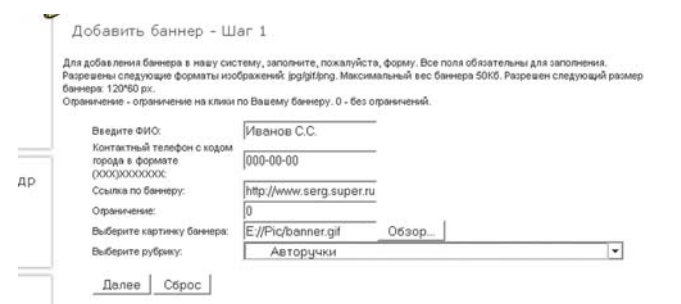 Добавить баннер - Шаг 1
Для добавления баннера в нашу систему, заполните, пожалуйста, форму. Все поля обязательны для заполнения.
Разрешены следующие форматы изображений: jpg/gif/png. Максимальный вес баннера 50Кб. Разрешен следующий размер
баннера: 120*60 px.
Ограничение - ограничение на клики по Вашему баннеру. 0 - без ограничений.
Введите ФИО: Иванов С.С.
Контактный телефон с кодом
города в формате 000-00-00
(XXX)XXXXXXX:
др
Ссылка по баннеру: http://www.serg.super.ru
Ограничение: 0
Выберите картинку баннера: E://Pic/banner.gif Обзор...
Выберите рубрику: Авторучки
Далее Сброс